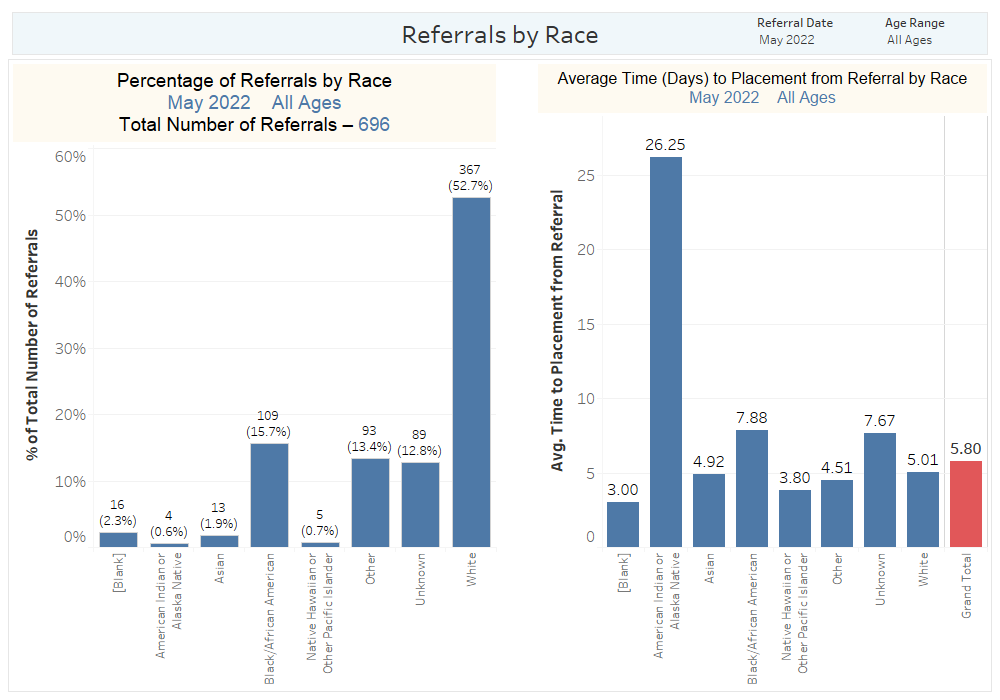 Referrals by Race
Referral Date
May 2022
Age Range
All Ages
Percentage of Referrals by Race
May 2022 All Ages
Total Number of Referrals – 696
% of Total Number of Referrals
60%
50%
40%
30%
20%
10%
0%
16
(2.3%)
4
(0.6%)
13
(1.9%)
109
(15.7%)
5
(0.7%)
93
(13.4%)
89
(12.8%)
367
(52.7%)
[Blank]
American Indian or
Alaska Native
Asian
Black/African American
Native Hawaiian or
Other Pacific Islander
Other
Unknown
White
Average Time (Days) to Placement from Referral by Race
May 2022 All Ages
Avg. Time to Placement from Referral
25
20
15
10
5
0
3.00
26.25
4.92
7.88
3.80
4.51
7.67
5.01
5.80
[Blank]
American Indian or
Alaska Native
Asian
Black/African American
Native Hawaiian or
Other Pacific Islander
Other
Unknown
White
Grand Total